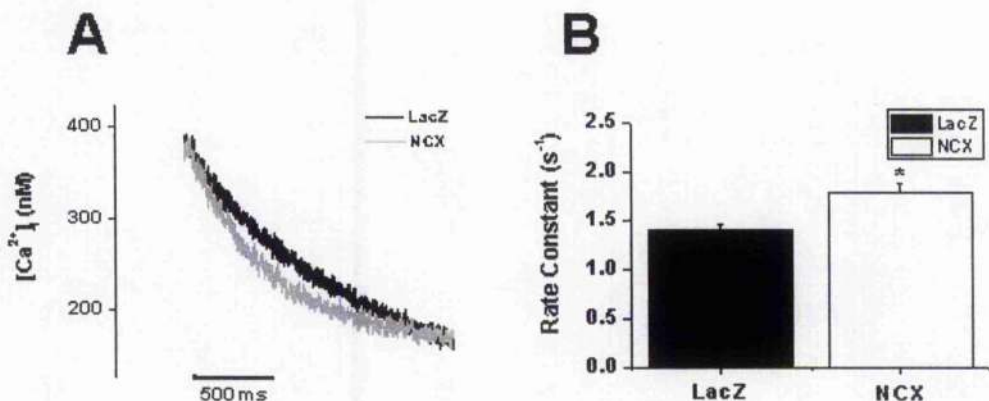 A
[Ca²⁺]ᵢ (nM)
400
300
200
LacZ
NCX
500 ms
B
Rate Constant (s⁻¹)
2.5
2.0
1.5
1.0
0.5
0.0
LacZ
NCX
*
LacZ
NCX